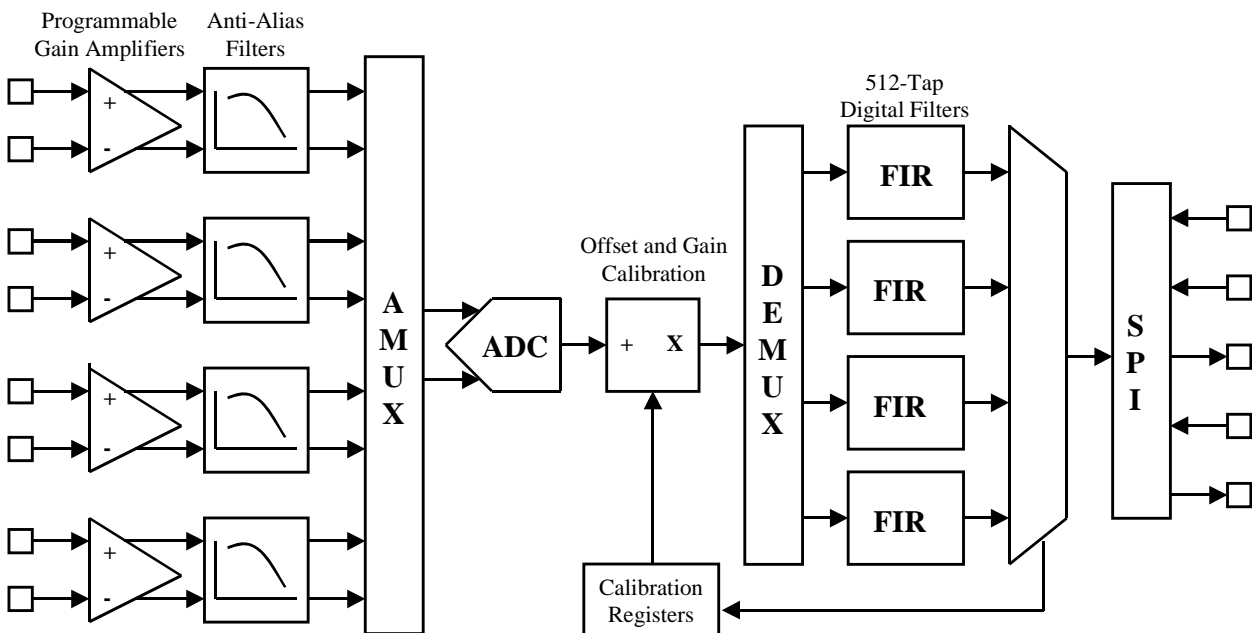 Programmable
Gain Amplifiers
Anti-Alias
Filters
+
-
+
-
+
-
+
-
A
M
U
X
ADC
Offset and Gain
Calibration
+ X
Calibration
Registers
D
E
M
U
X
512-Tap
Digital Filters
FIR
FIR
FIR
FIR
S
P
I